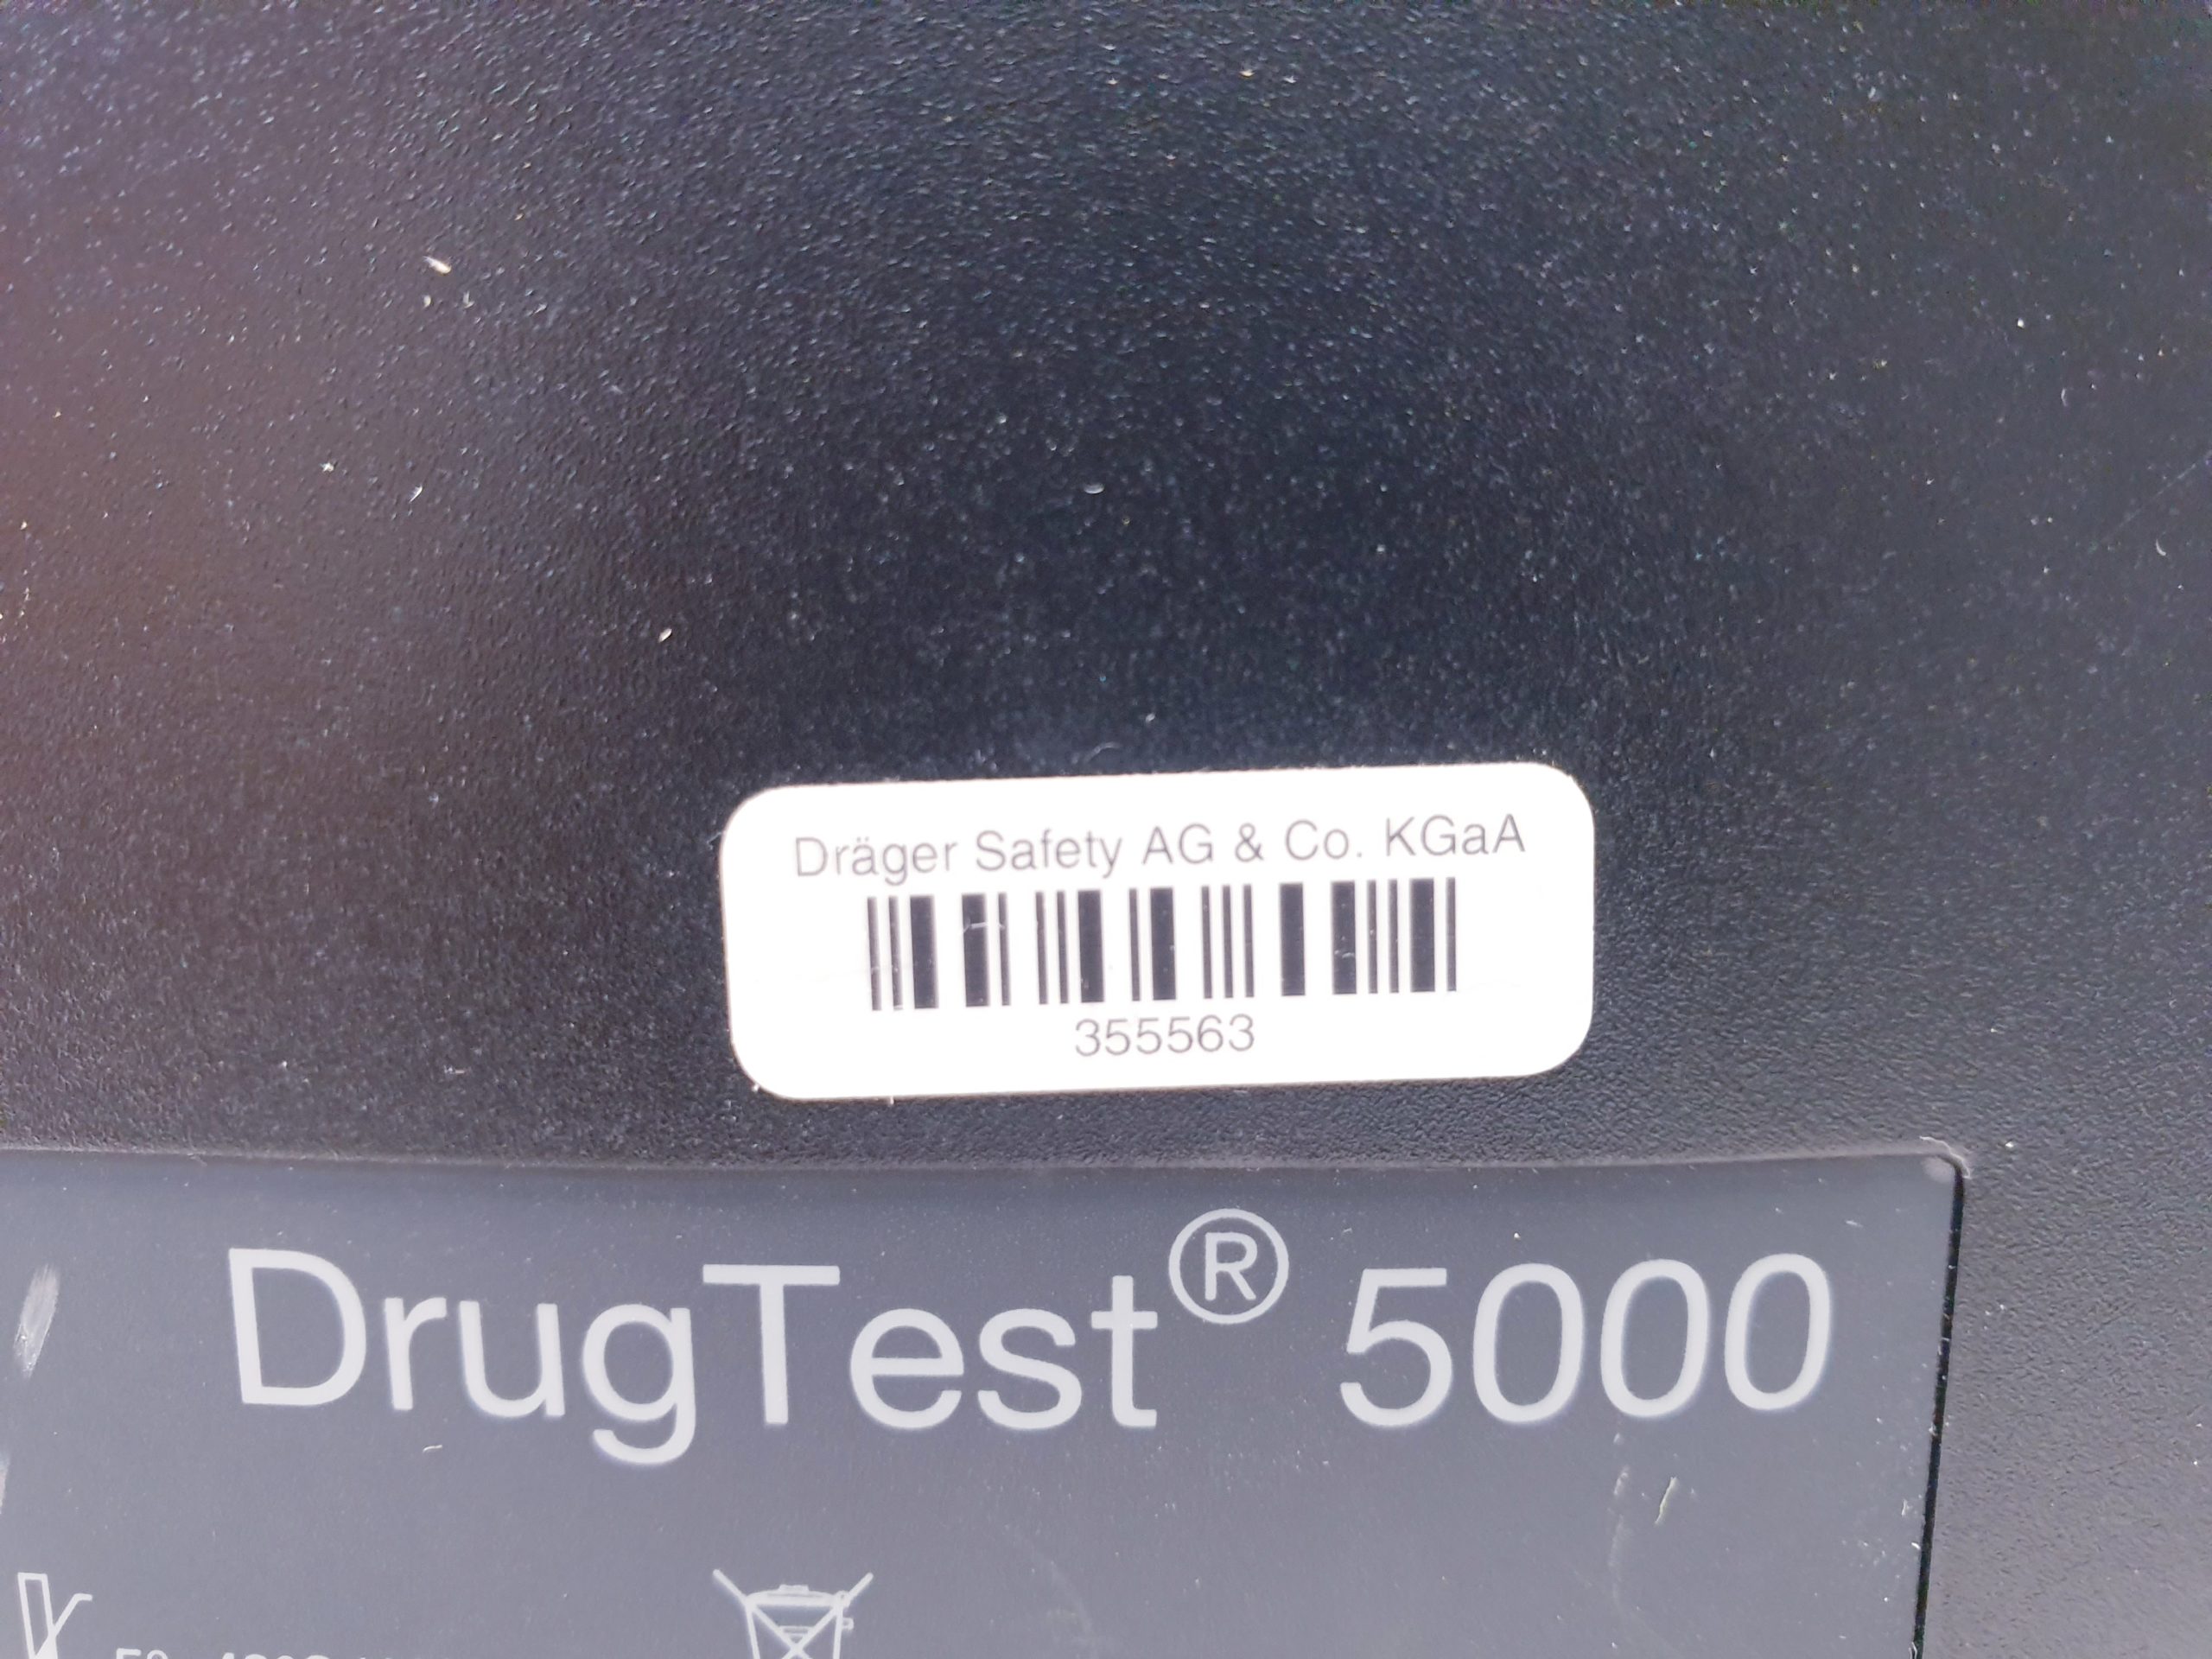 Dräger Safety AG & Co. KGaA
355563
DrugTest® 5000